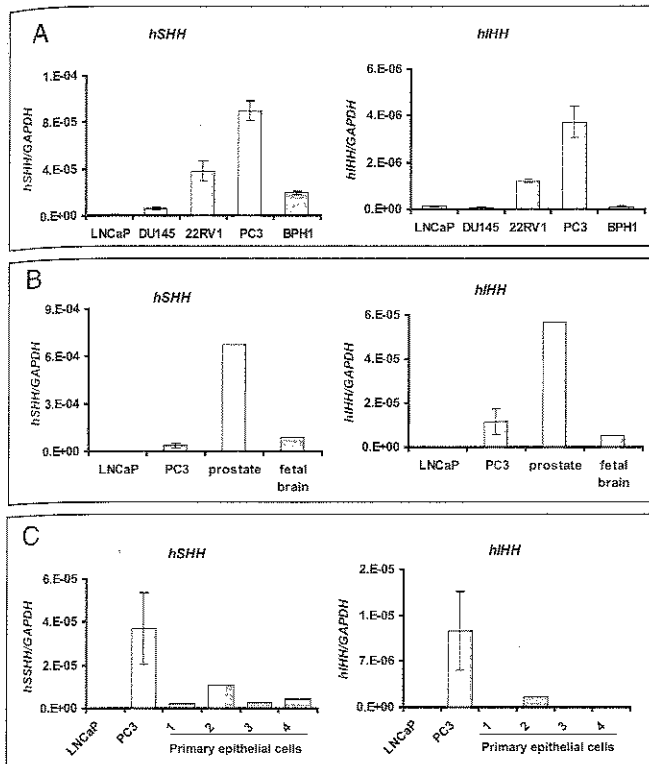 A
hSHH
hIHH
hSHH/GAPDH
1.E-04
8.E-05
4.E-05
0.E+00
LNCaP DU145 22RV1 PC3 BPH1
hIHH/GAPDH
6.E-06
4.E-06
2.E-06
0.E+00
LNCaP DU145 22RV1 PC3 BPH1
B
hSHH
hIHH
hSHH/GAPDH
9.E-04
6.E-04
3.E-04
0.E+00
LNCaP PC3 prostate fetal
brain
hIHH/GAPDH
6.E-05
4.E-05
2.E-05
0.E+00
LNCaP PC3 prostate fetal
brain
C
hSHH
hIHH
hSSHH/GAPDH
6.E-05
4.E-05
2.E-05
0.E+00
LNCaP PC3 1 2 3 4
Primary epithelial cells
hIHH/GAPDH
2.E-05
1.E-05
7.E-06
0.E+00
LNCaP PC3 1 2 3 4
Primary epithelial cells